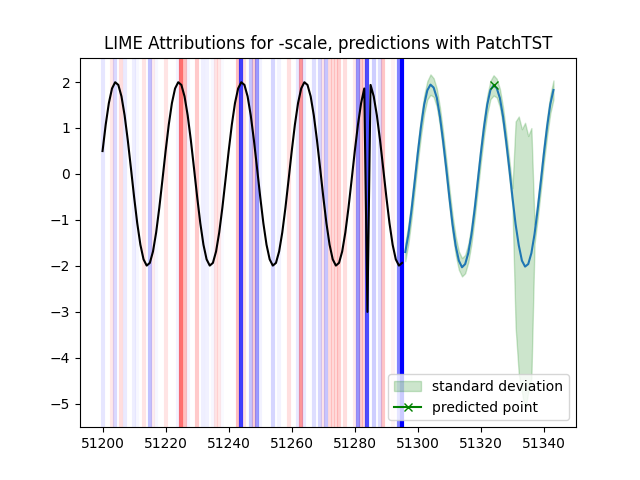 LIME Attributions for -scale, predictions with PatchTST
2
1
0
−1
−2
−3
−4
−5
standard deviation
predicted point
51200 51220 51240 51260 51280 51300 51320 51340